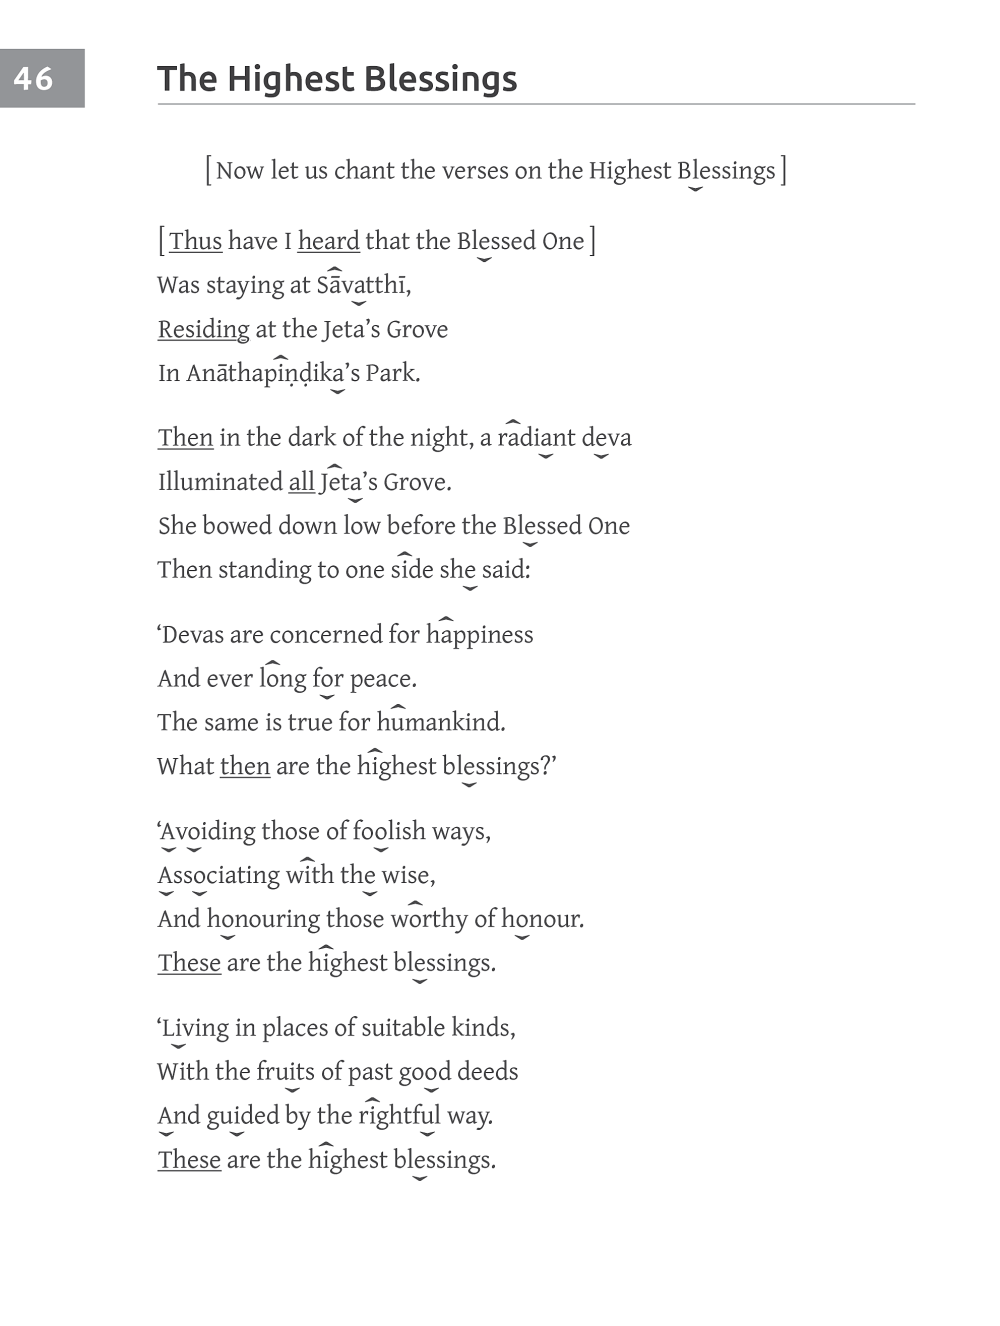 46
The Highest Blessings
[Now let us chant the verses on the Highest Blessings]
[Thus have I heard that the Blessed One]
Was staying at Sāvatthī,
Residing at the Jeta’s Grove
In Anāthapiṇḍika’s Park.
Then in the dark of the night, a radiant deva
Illuminated all Jeta’s Grove.
She bowed down low before the Blessed One
Then standing to one side she said:
‘Devas are concerned for happiness
And ever long for peace.
The same is true for humankind.
What then are the highest blessings?’
‘Avoiding those of foolish ways,
Associating with the wise,
And honouring those worthy of honour.
These are the highest blessings.
‘Living in places of suitable kinds,
With the fruits of past good deeds
And guided by the rightful way.
These are the highest blessings.